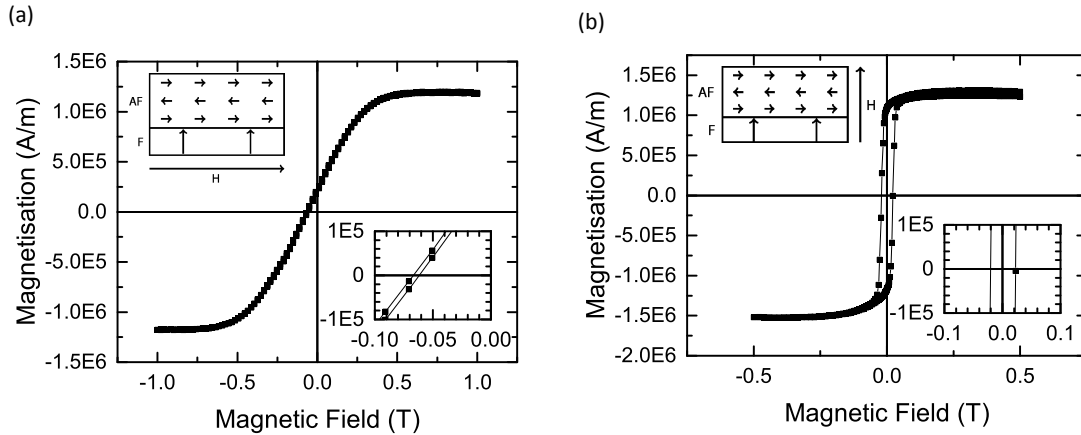 (a)
1.5E6
1.0E6
5.0E5
0.0
-5.0E5
-1.0E6
-1.5E6
Magnetisation (A/m)
AF
F
H
1E5
0
-1E5
-0.10
-0.05
0.00
-1.0
-0.5
0.0
0.5
1.0
Magnetic Field (T)
(b)
1.5E6
1.0E6
5.0E5
0.0
-5.0E5
-1.0E6
-1.5E6
-2.0E6
Magnetisation (A/m)
AF
F
H
1E5
0
-1E5
-0.1
0.0
0.1
-0.5
0.0
0.5
Magnetic Field (T)